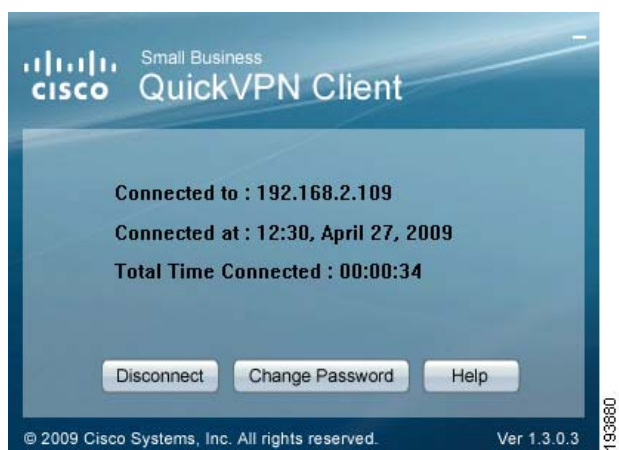 Small Business
CISCO QuickVPN Client
Connected to : 192.168.2.109
Connected at : 12:30, April 27, 2009
Total Time Connected : 00:00:34
Disconnect Change Password Help
© 2009 Cisco Systems, Inc. All rights reserved. Ver 1.3.0.3
193880